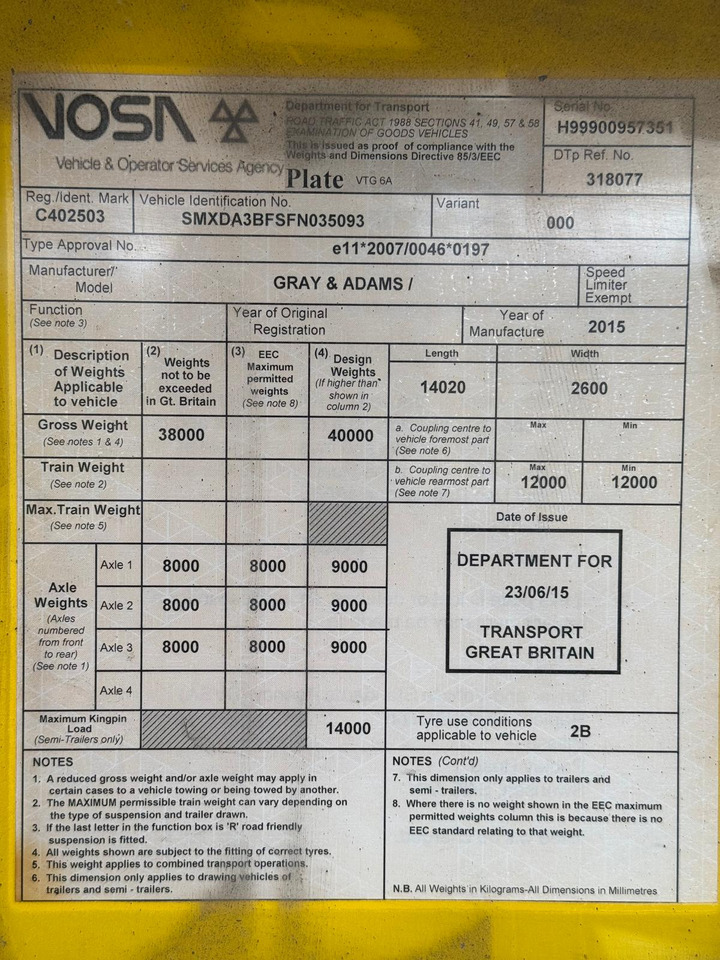 VOSA
Vehicle & Operator Services Agency
Department for Transport
ROAD TRAFFIC ACT 1988 SECTIONS 41, 49, 57 & 58
EXAMINATION OF GOODS VEHICLES
This is issued as proof of compliance with the
Weights and Dimensions Directive 85/3/EEC
Plate VTG 6A
Serial No.
H99900957351
DTp Ref. No.
318077
Reg./Ident. Mark
C402503
Vehicle Identification No.
SMXDA3BFSFN035093
Variant
000
Type Approval No.
e11*2007/0046*0197
Manufacturer/
Model
GRAY & ADAMS /
Speed
Limiter
Exempt
Function
(See note 3)
Year of Original
Registration
Year of
Manufacture
2015
(1) Description
of Weights
Applicable
to vehicle
(2) Weights
not to be
exceeded
in Gt. Britain
(3) EEC
Maximum
permitted
weights
(See note 8)
(4) Design
Weights
(If higher than
shown in
column 2)
Length
14020
Width
2600
Gross Weight
(See notes 1 & 4)
38000
40000
a. Coupling centre to
vehicle foremost part
(See note 6)
Max
Min
Train Weight
(See note 2)
b. Coupling centre to
vehicle rearmost part
(See note 7)
Max
12000
Min
12000
Max.Train Weight
(See note 5)
Axle
Weights
(Axles
numbered
from front
to rear)
(See note 1)
Axle 1 8000 8000 9000
Axle 2 8000 8000 9000
Axle 3 8000 8000 9000
Axle 4
Date of Issue
DEPARTMENT FOR
23/06/15
TRANSPORT
GREAT BRITAIN
Maximum Kingpin
Load
(Semi-Trailers only)
14000
Tyre use conditions
applicable to vehicle
2B
NOTES
1. A reduced gross weight and/or axle weight may apply in
certain cases to a vehicle towing or being towed by another.
2. The MAXIMUM permissible train weight can vary depending on
the type of suspension and trailer drawn.
3. If the last letter in the function box is 'R' road friendly
suspension is fitted.
4. All weights shown are subject to the fitting of correct tyres.
5. This weight applies to combined transport operations.
6. This dimension only applies to drawing vehicles of
trailers and semi - trailers.
NOTES (Cont'd)
7. This dimension only applies to trailers and
semi - trailers.
8. Where there is no weight shown in the EEC maximum
permitted weights column this is because there is no
EEC standard relating to that weight.
N.B. All Weights in Kilograms-All Dimensions in Millimetres